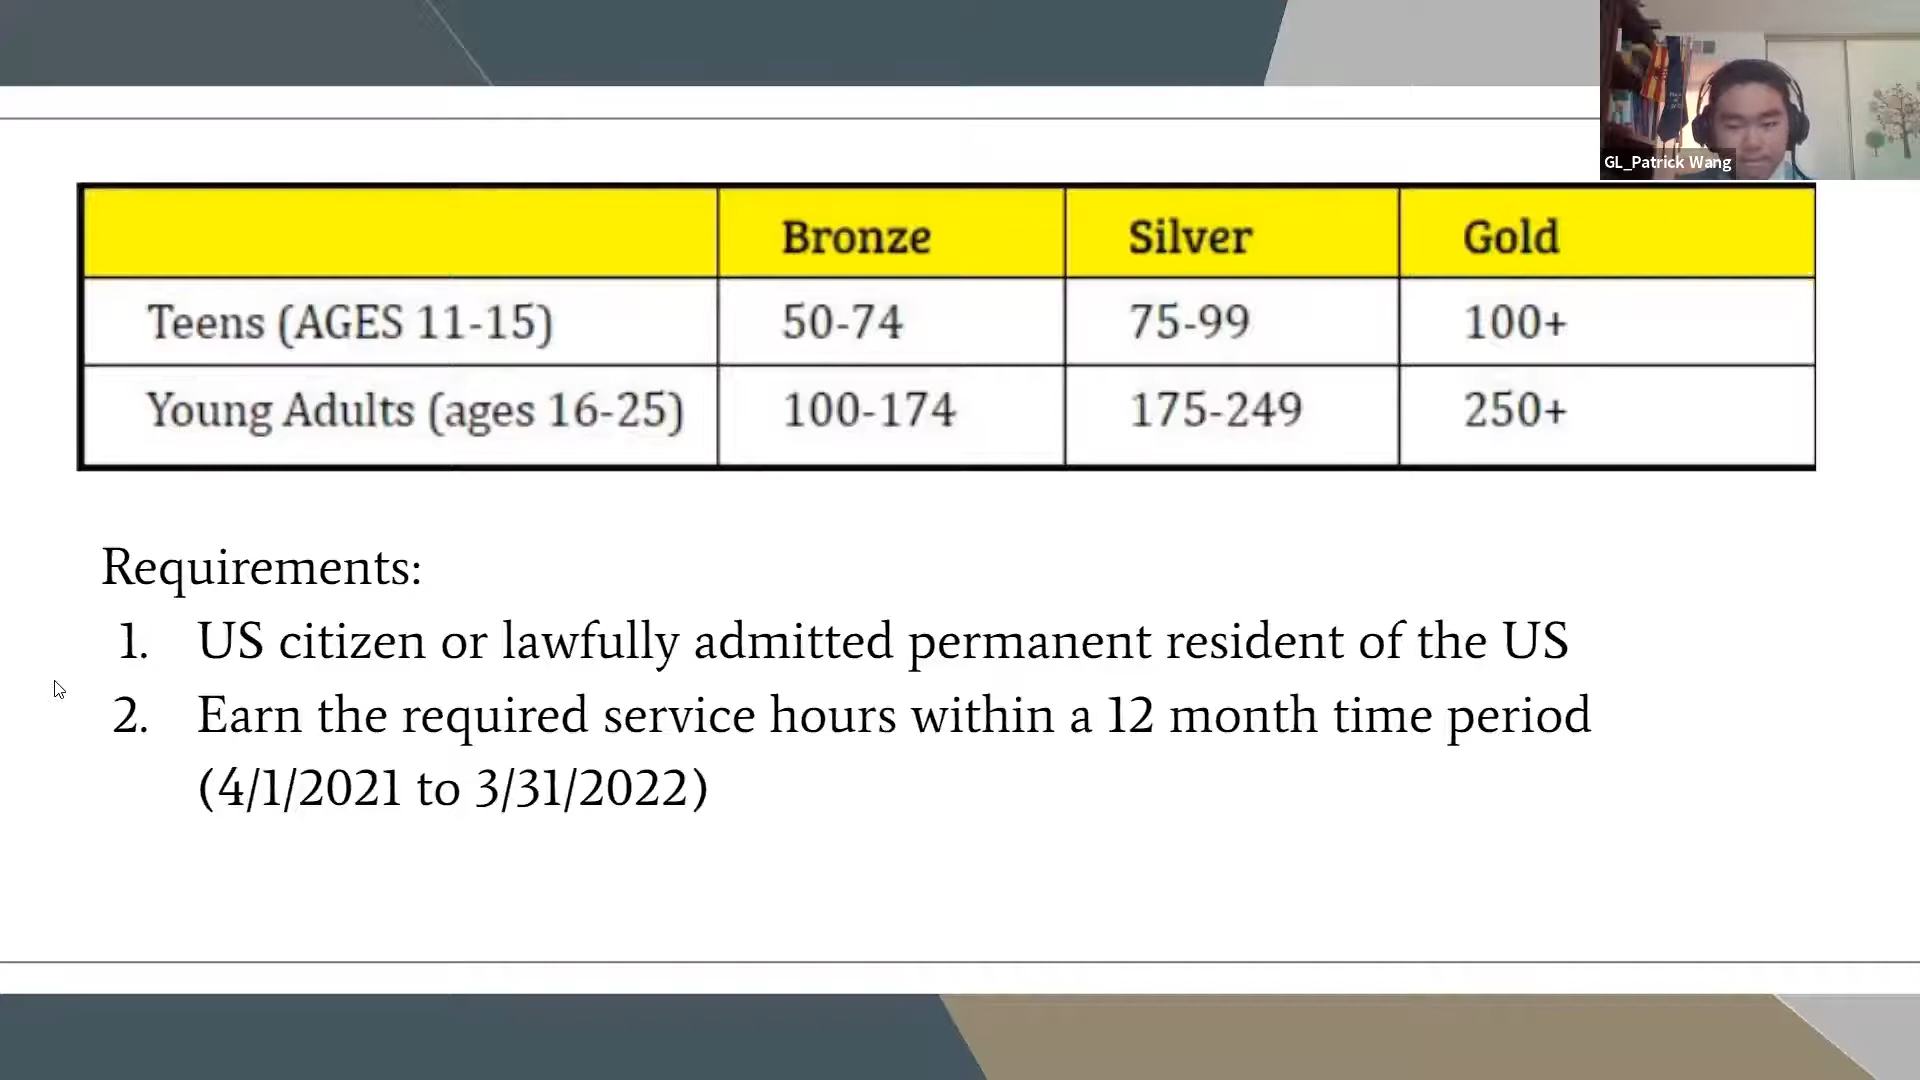 GL_Patrick Wang
Bronze Silver Gold
Teens (AGES 11-15) 50-74 75-99 100+
Young Adults (ages 16-25) 100-174 175-249 250+
Requirements:
1. US citizen or lawfully admitted permanent resident of the US
2. Earn the required service hours within a 12 month time period
(4/1/2021 to 3/31/2022)